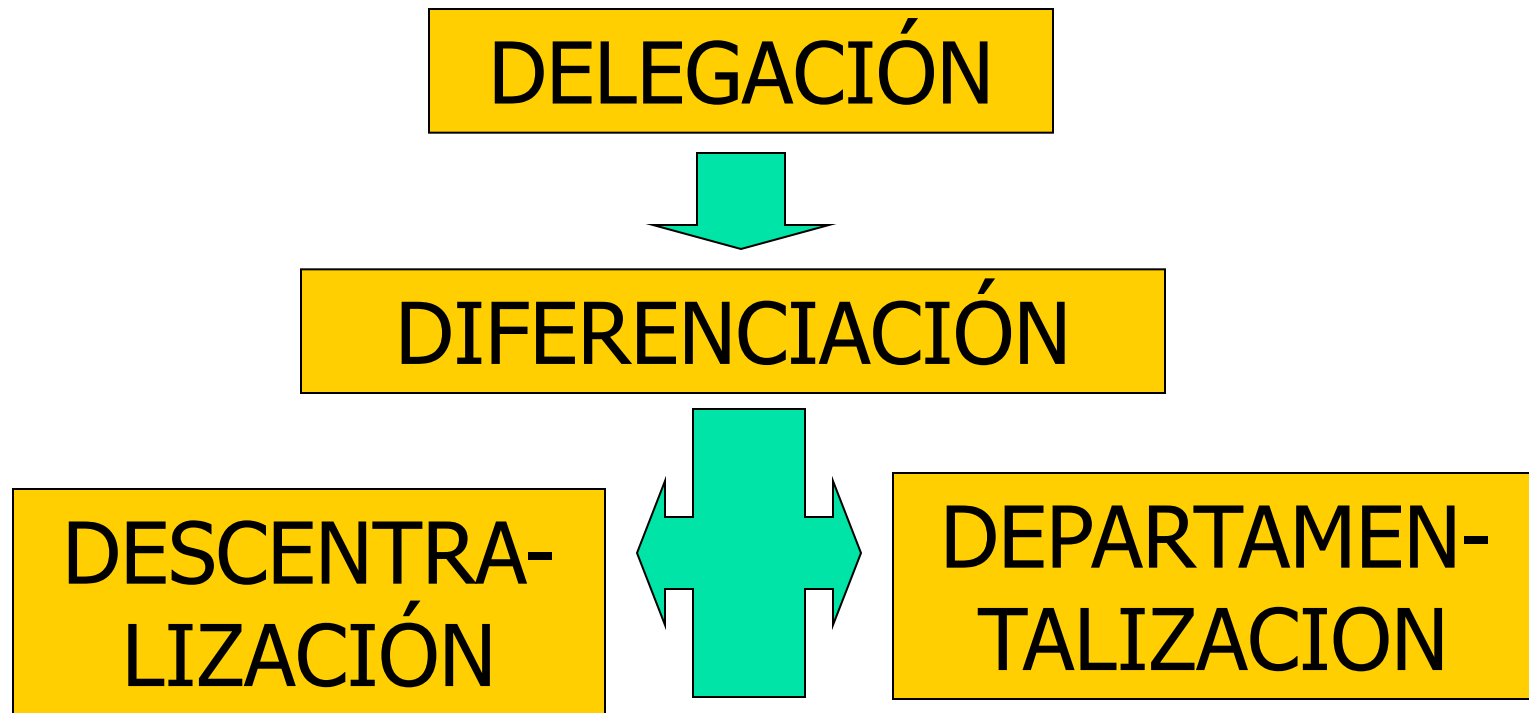 DELEGACIÓN
DIFERENCIACIÓN
DESCENTRA-
LIZACIÓN
DEPARTAMEN-
TALIZACION